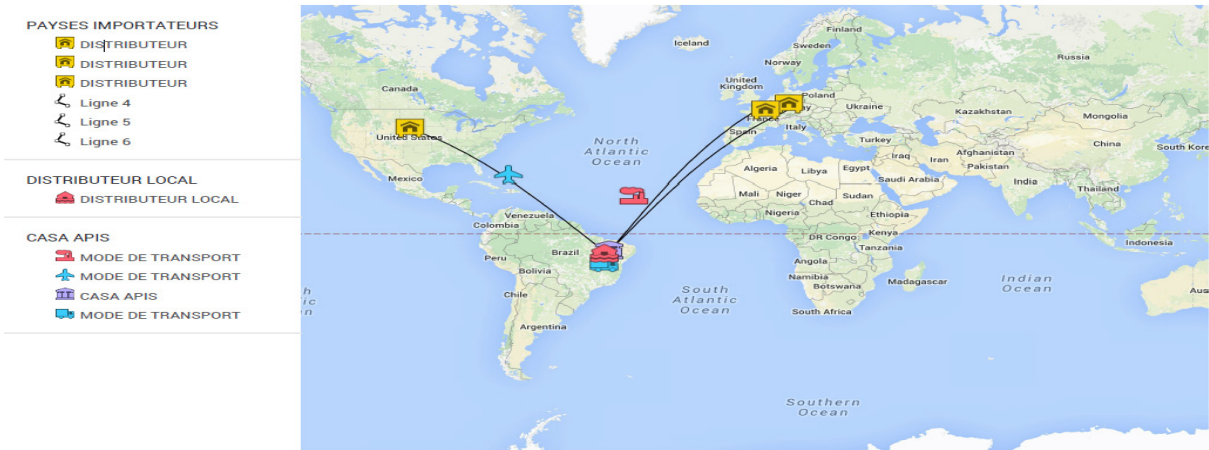 PAYSES IMPORTATEURS
DISTRIBUTEUR
DISTRIBUTEUR
DISTRIBUTEUR
Ligne 4
Ligne 5
Ligne 6
DISTRIBUTEUR LOCAL
DISTRIBUTEUR LOCAL
CASA APIS
MODE DE TRANSPORT
MODE DE TRANSPORT
CASA APIS
MODE DE TRANSPORT
Iceland
Finland
Sweden
Norway
Russia
United
Kingdom
Canada
Poland
Ukraine
Kazakhstan
Mongolia
France
United States
Spain
Italy
Turkey
China
South Kore
North
Atlantic
Ocean
Iraq
Iran
Afghanistan
Pakistan
Algeria
Libya
Egypt
Saudi Arabia
India
Mexico
Mali
Niger
Chad
Sudan
Thailand
Nigeria
Ethiopia
Venezuela
Colombia
DR Congo
Kenya
Tanzania
Indonesia
Peru
Brazil
Bolivia
Angola
Namibia
Botswana
Madagascar
Indian
Ocean
Aus
Chile
South
Atlantic
Ocean
South Africa
Argentina
Southern
Ocean